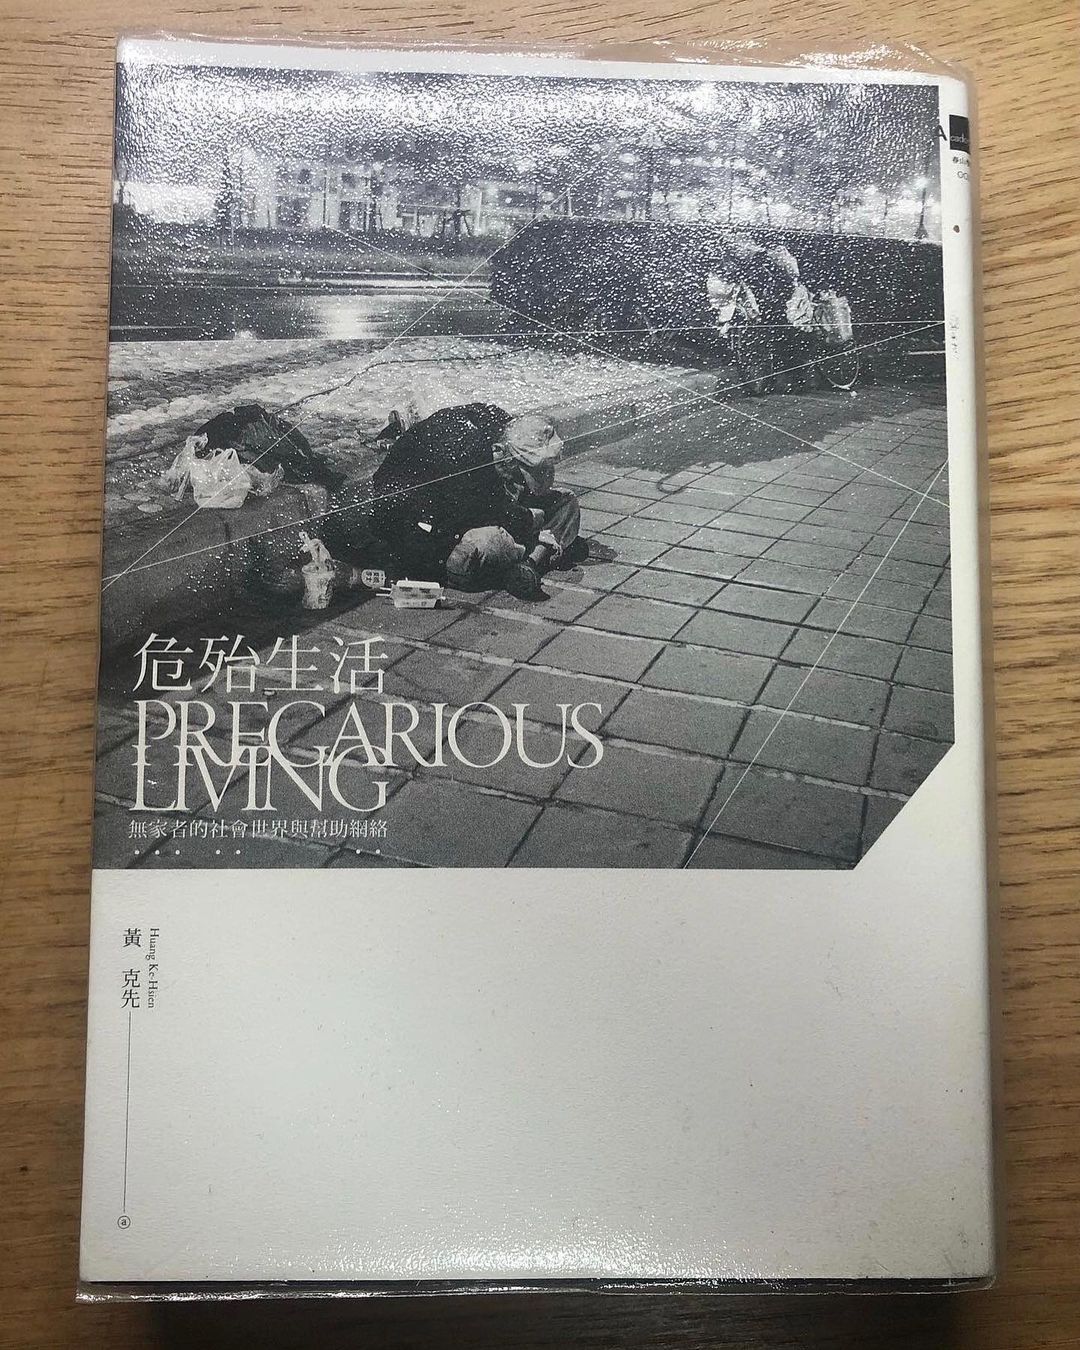 危殆生活
PRECARIOUS
LIVING
無家者的社會世界與幫助網絡
黃 克先
Huang Ke-Hsien
ⓐ
A